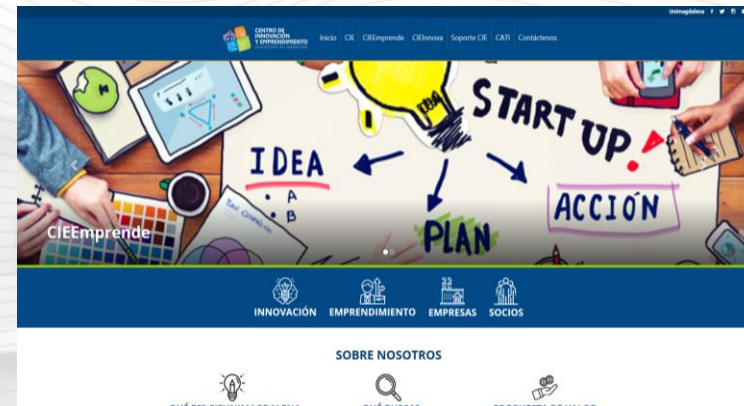 Unimagdalena
CENTRO DE
INNOVACIÓN
Y EMPRENDIMIENTO
Inicio CIE CIEEmprende CIEInnova Soporte CIE CATI Contáctenos
START UP!
IDEA
• A
• B
PLAN
ACCIÓN
CIEEmprende
INNOVACIÓN EMPRENDIMIENTO EMPRESAS SOCIOS
SOBRE NOSOTROS